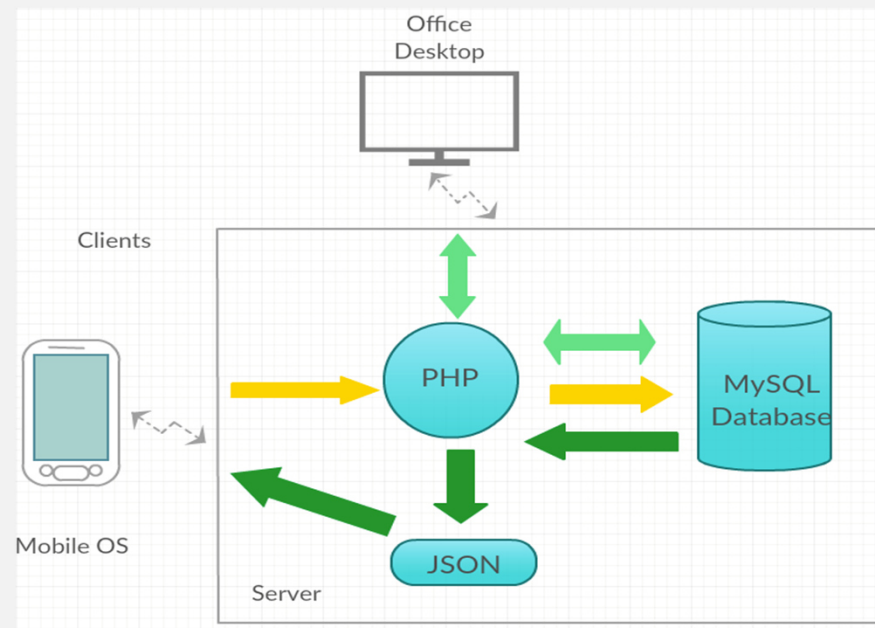 Office
Desktop
Clients
PHP
MySQL
Database
JSON
Mobile OS
Server